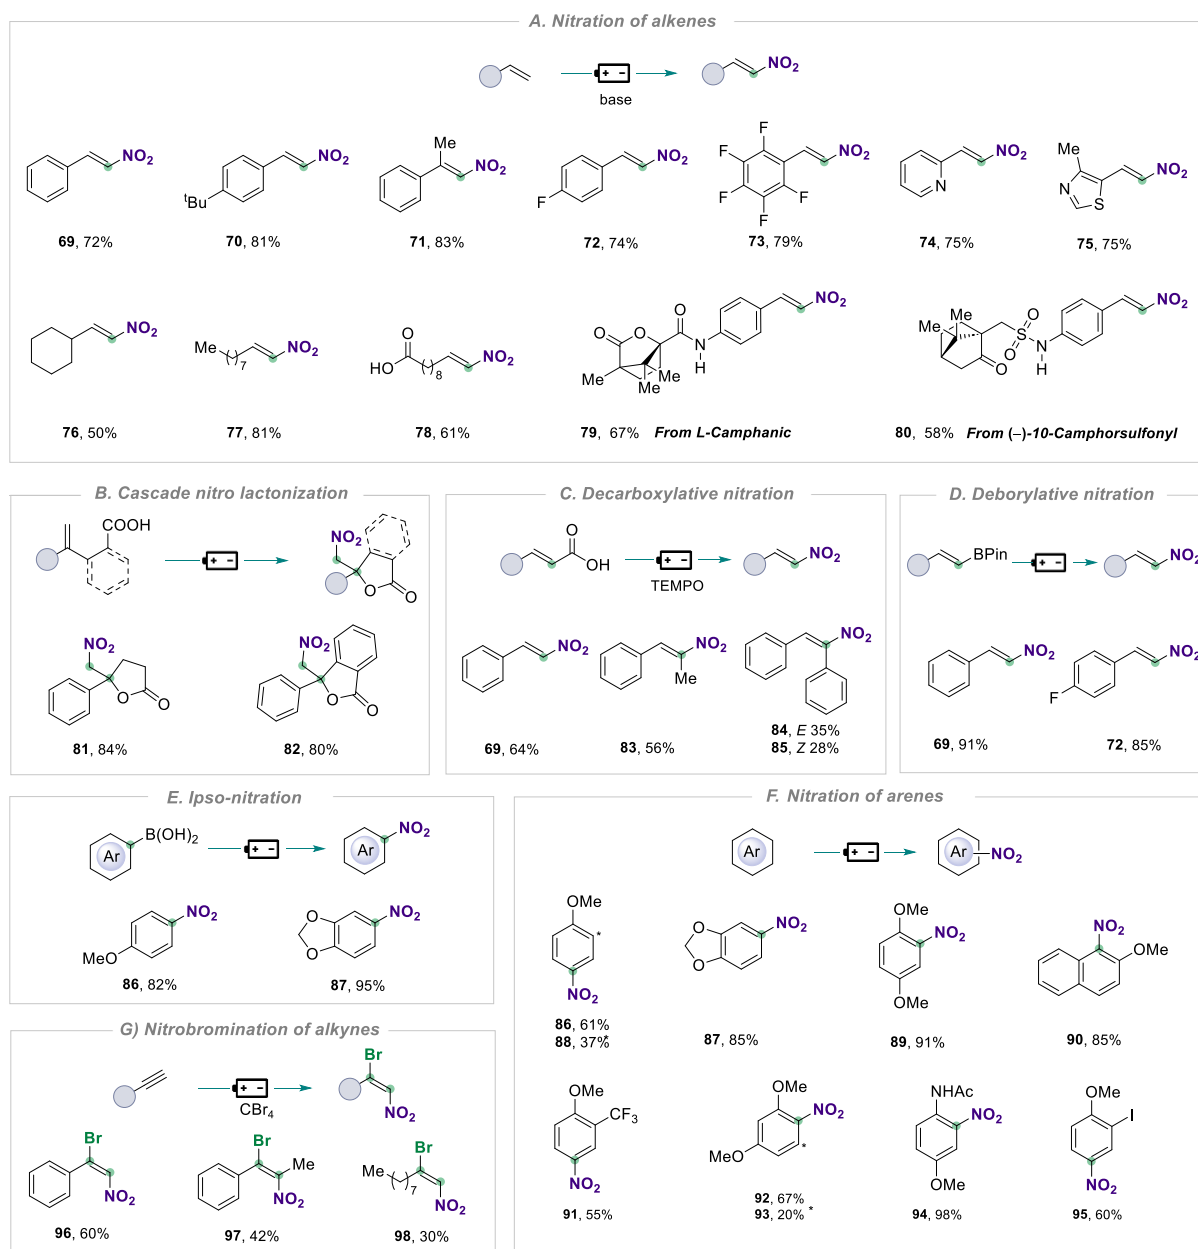 A. Nitration of alkenes
NO2
base
NO2
NO2
tBu
Me
NO2
F
NO2
F
F
F
F
F
NO2
N
NO2
Me
N
S
NO2
69, 72%
70, 81%
71, 83%
72, 74%
73, 79%
74, 75%
75, 75%
NO2
Me
7
NO2
O
HO
8
NO2
O
O
O
N
H
Me
Me
Me
NO2
Me
Me
O
O
S
O
N
H
NO2
76, 50%
77, 81%
78, 61%
79, 67% From L-Camphanic
80, 58% From (–)-10-Camphorsulfonyl
B. Cascade nitro lactonization
COOH
NO2
O
O
NO2
O
O
NO2
O
O
81, 84%
82, 80%
C. Decarboxylative nitration
O
OH
TEMPO
NO2
NO2
NO2
Me
NO2
69, 64%
83, 56%
84, E 35%
85, Z 28%
D. Deborylative nitration
BPin
NO2
NO2
NO2
F
69, 91%
72, 85%
E. Ipso-nitration
B(OH)2
Ar
NO2
Ar
NO2
MeO
O
O
NO2
86, 82%
87, 95%
F. Nitration of arenes
Ar
Ar
NO2
OMe
*
NO2
O
O
NO2
OMe
NO2
OMe
NO2
OMe
86, 61%
88, 37%*
87, 85%
89, 91%
90, 85%
OMe
CF3
NO2
OMe
NO2
MeO
*
NHAc
NO2
OMe
OMe
I
NO2
91, 55%
92, 67%
93, 20% *
94, 98%
95, 60%
G) Nitrobromination of alkynes
CBr4
Br
NO2
Br
NO2
Br
Me
NO2
Br
Me
7
NO2
96, 60%
97, 42%
98, 30%